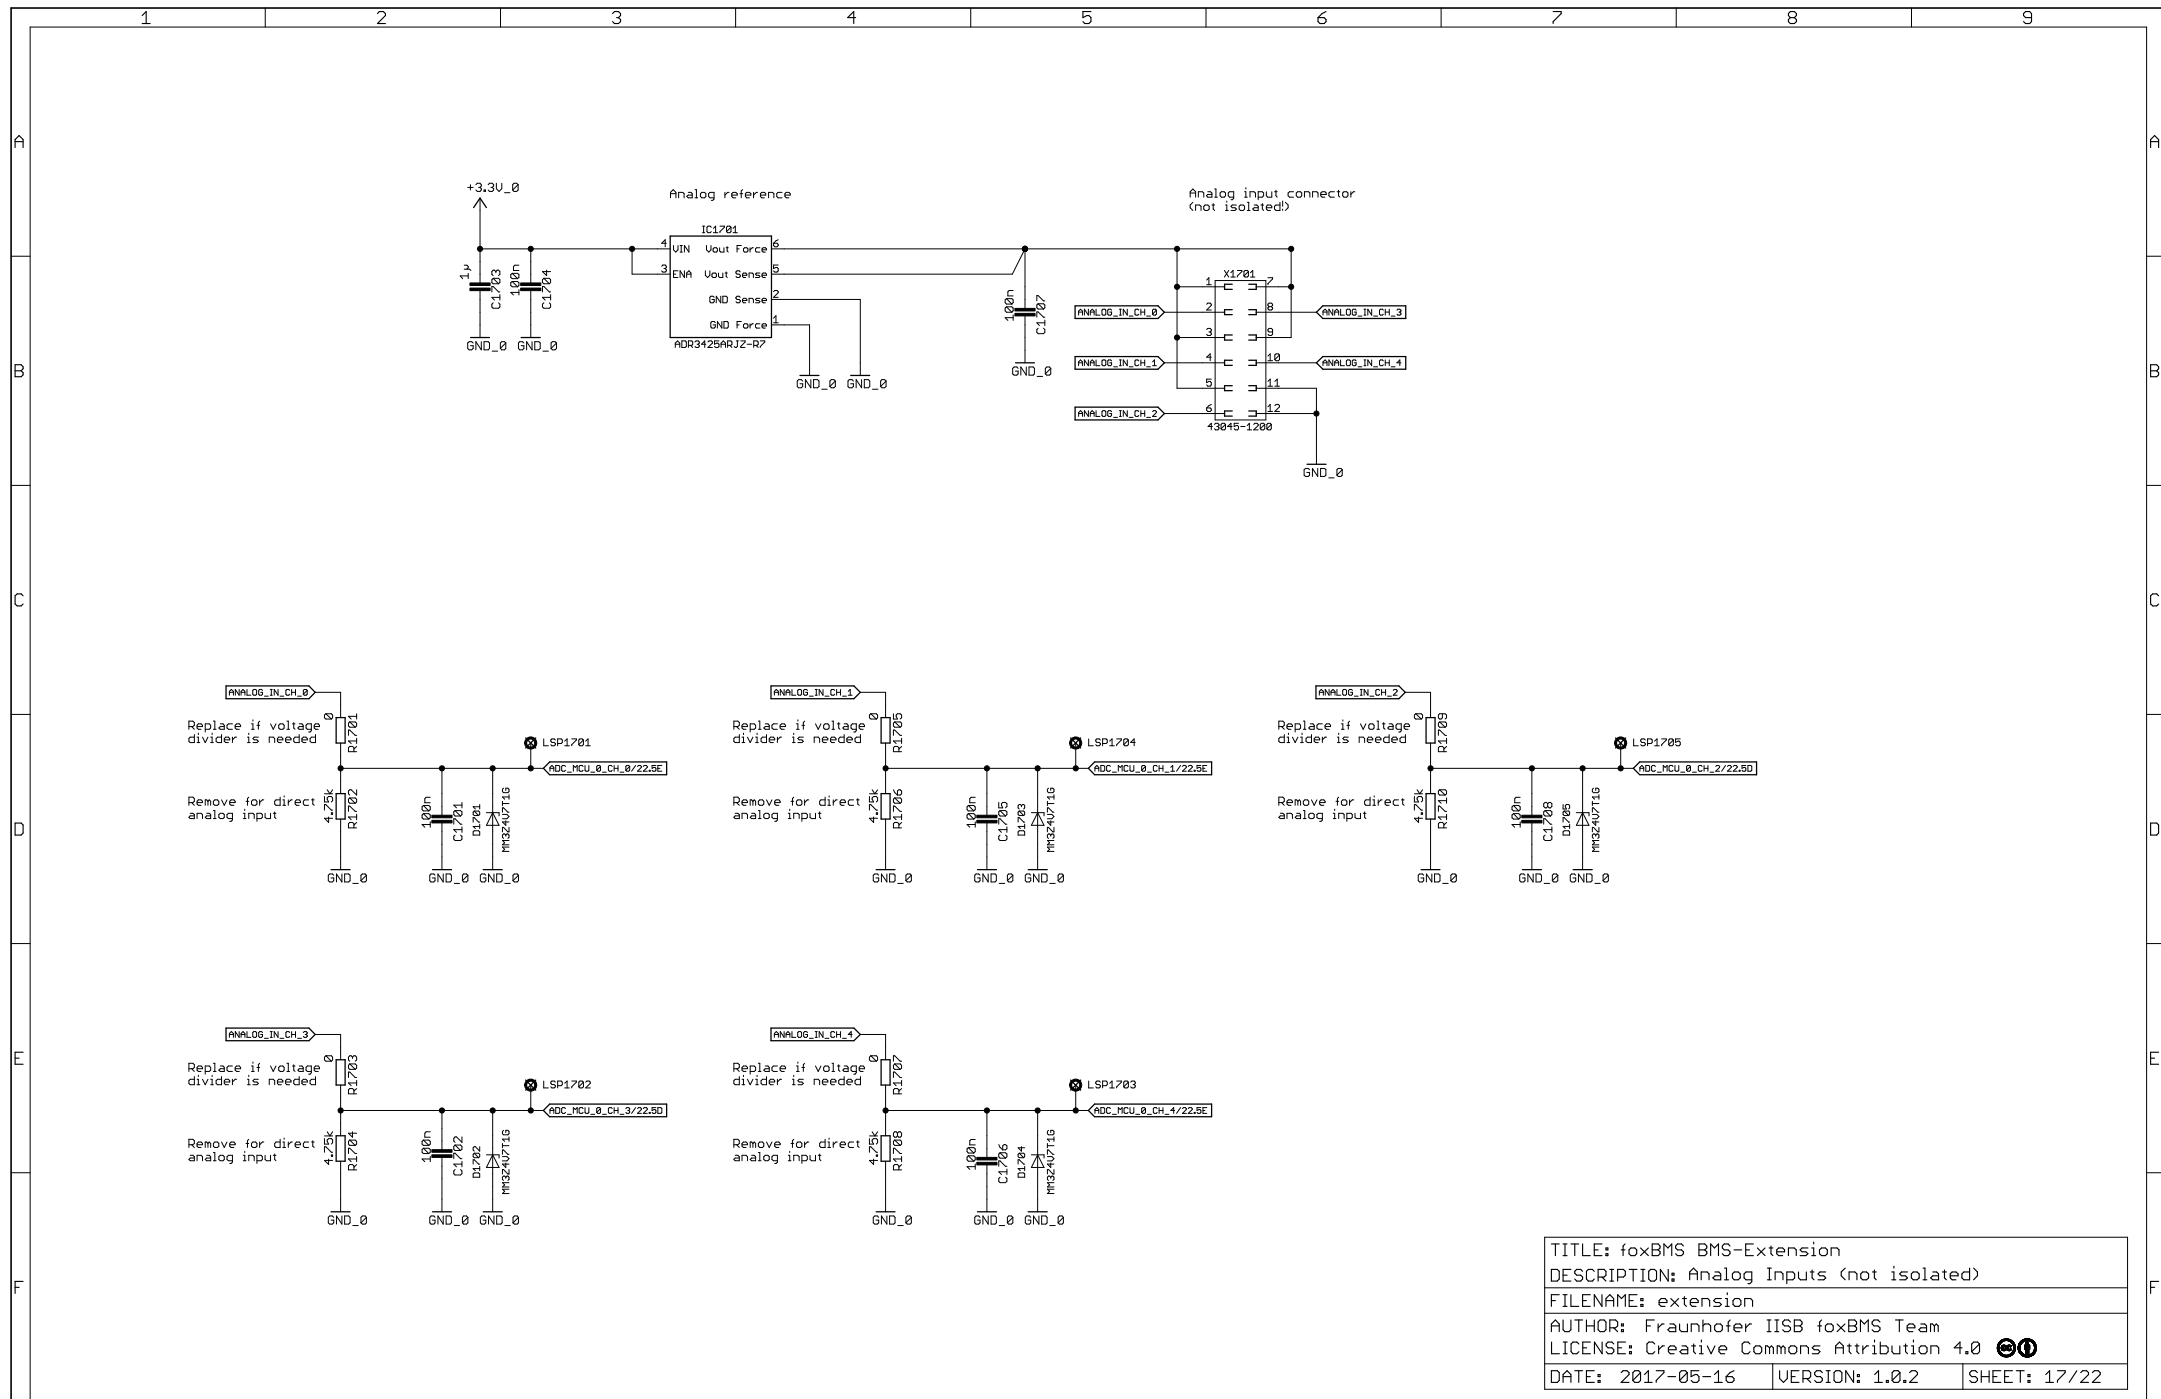 1 2 3 4 5 6 7 8 9
A A
+3.3V_0
Analog reference
Analog input connector
(not isolated!)
IC1701
4 VIN Vout Force 6
3 ENA Vout Sense 5
GND Sense 2
GND Force 1
ADR3425ARJZ-R7
1µ C1703
100n C1704
GND_0 GND_0
GND_0 GND_0
100n C1707
GND_0
X1701
1 7
ANALOG_IN_CH_0 2 8 ANALOG_IN_CH_3
3 9
ANALOG_IN_CH_1 4 10 ANALOG_IN_CH_4
5 11
ANALOG_IN_CH_2 6 12
43045-1200
GND_0
B B
C C
ANALOG_IN_CH_0
Replace if voltage
divider is needed
0 R1701
LSP1701
ADC_MCU_0_CH_0/22.5E
Remove for direct
analog input
4.75k R1702
100n C1701
D1701 MM3Z4V7T1G
GND_0 GND_0 GND_0
ANALOG_IN_CH_1
Replace if voltage
divider is needed
0 R1705
LSP1704
ADC_MCU_0_CH_1/22.5E
Remove for direct
analog input
4.75k R1706
100n C1705
D1703 MM3Z4V7T1G
GND_0 GND_0 GND_0
ANALOG_IN_CH_2
Replace if voltage
divider is needed
0 R1709
LSP1705
ADC_MCU_0_CH_2/22.5D
Remove for direct
analog input
4.75k R1710
100n C1708
D1705 MM3Z4V7T1G
GND_0 GND_0 GND_0
D D
ANALOG_IN_CH_3
Replace if voltage
divider is needed
0 R1703
LSP1702
ADC_MCU_0_CH_3/22.5D
Remove for direct
analog input
4.75k R1704
100n C1702
D1702 MM3Z4V7T1G
GND_0 GND_0 GND_0
ANALOG_IN_CH_4
Replace if voltage
divider is needed
0 R1707
LSP1703
ADC_MCU_0_CH_4/22.5E
Remove for direct
analog input
4.75k R1708
100n C1706
D1704 MM3Z4V7T1G
GND_0 GND_0 GND_0
E E
F F
TITLE: foxBMS BMS-Extension
DESCRIPTION: Analog Inputs (not isolated)
FILENAME: extension
AUTHOR: Fraunhofer IISB foxBMS Team
LICENSE: Creative Commons Attribution 4.0
DATE: 2017-05-16 VERSION: 1.0.2 SHEET: 17/22